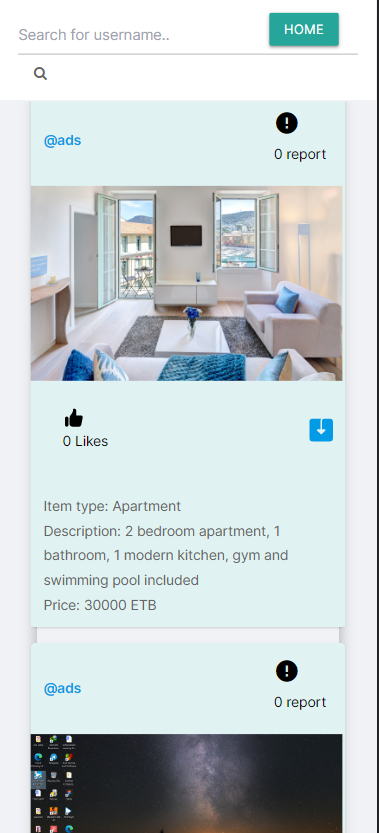 Search for username..
HOME
@ads
0 report
0 Likes
Item type: Apartment
Description: 2 bedroom apartment, 1
bathroom, 1 modern kitchen, gym and
swimming pool included
Price: 30000 ETB
@ads
0 report